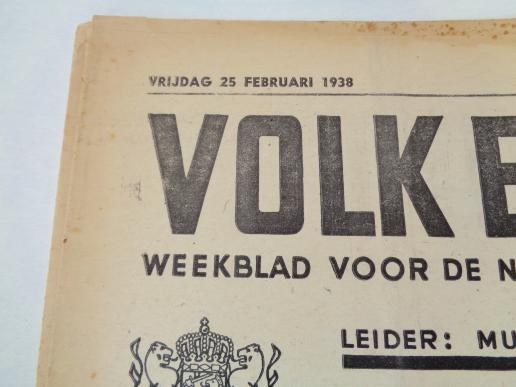 VRIJDAG 25 FEBRUARI 1938
VOLK E
WEEKBLAD VOOR DE N
LEIDER: MU